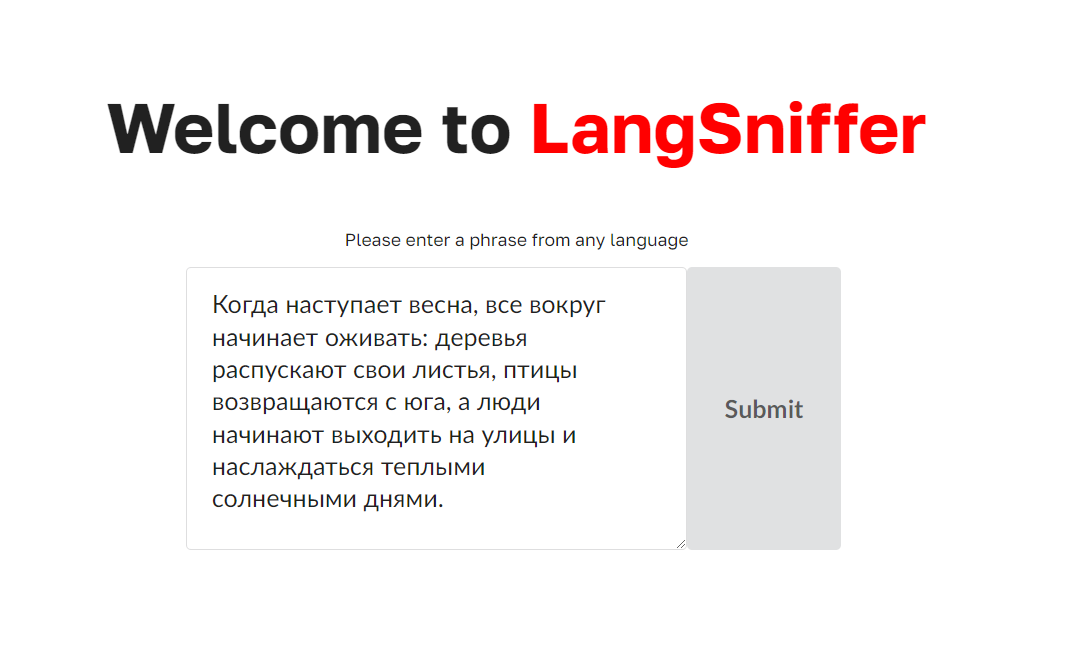 Welcome to LangSniffer
Please enter a phrase from any language
Когда наступает весна, все вокруг
начинает оживать: деревья
распускают свои листья, птицы
возвращаются с юга, а люди
начинают выходить на улицы и
наслаждаться теплыми
солнечными днями.
Submit